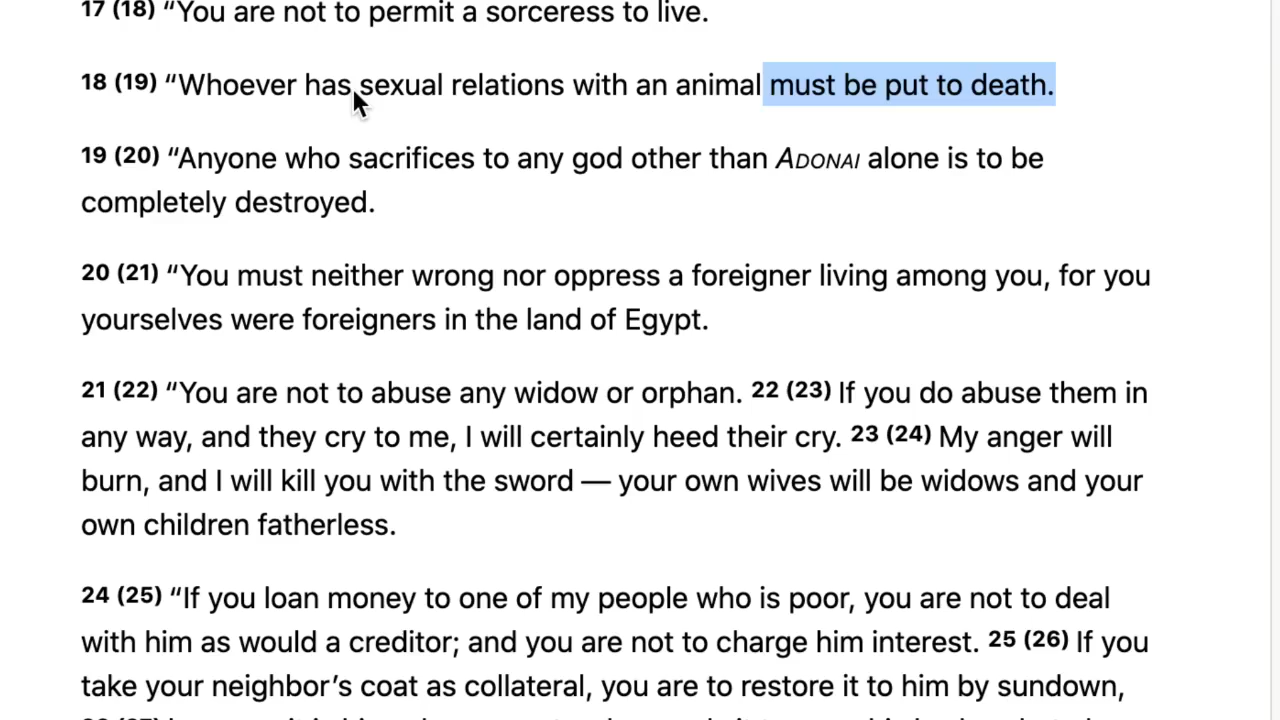 17 (18) “You are not to permit a sorceress to live.
18 (19) “Whoever has sexual relations with an animal must be put to death.
19 (20) “Anyone who sacrifices to any god other than ADONAI alone is to be
completely destroyed.
20 (21) “You must neither wrong nor oppress a foreigner living among you, for you
yourselves were foreigners in the land of Egypt.
21 (22) “You are not to abuse any widow or orphan. 22 (23) If you do abuse them in
any way, and they cry to me, I will certainly heed their cry. 23 (24) My anger will
burn, and I will kill you with the sword — your own wives will be widows and your
own children fatherless.
24 (25) “If you loan money to one of my people who is poor, you are not to deal
with him as would a creditor; and you are not to charge him interest. 25 (26) If you
take your neighbor’s coat as collateral, you are to restore it to him by sundown,